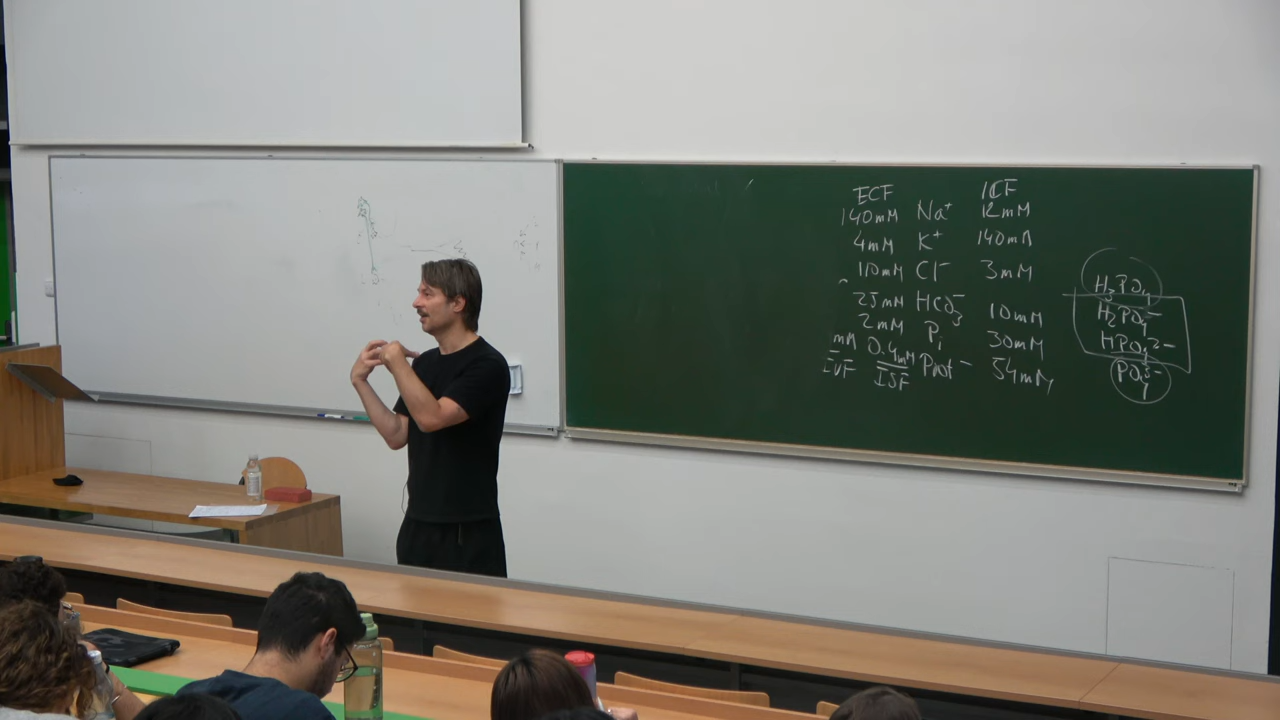 ECF ICF
140mM Na⁺ 12mM
4mM K⁺ 140mM
110mM Cl⁻ 3mM
25mM HCO₃⁻ 10mM
2mM Pi 30mM
mM 0.4mM Prot⁻ 54mM
IVF ISF
H₃PO₄
H₂PO₄⁻
HPO₄²⁻
PO₄³⁻